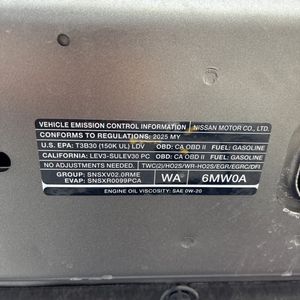 VEHICLE EMISSION CONTROL INFORMATION NISSAN MOTOR CO., LTD.
CONFORMS TO REGULATIONS: 2025 MY
U.S. EPA: T3B30 (150K UL) LDV OBD: CA OBD II FUEL: GASOLINE
CALIFORNIA: LEV3-SULEV30 PC OBD: CA OBD II FUEL: GASOLINE
NO ADJUSTMENTS NEEDED. TWC(2)/HO2S/WR-HO2S/EGR/EGRC/DFI
GROUP: SNSXV02.0RME WA 6MW0A
EVAP: SNSXR0099PCA
ENGINE OIL VISCOSITY: SAE 0W-20